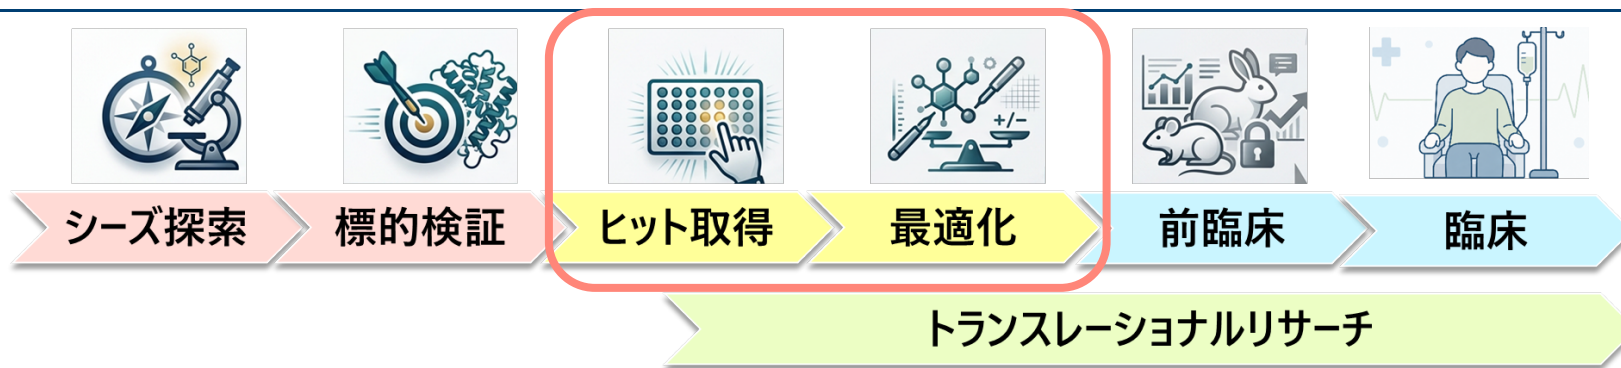 +/-
シーズ探索
標的検証
ヒット取得
最適化
前臨床
臨床
トランスレーショナルリサーチ